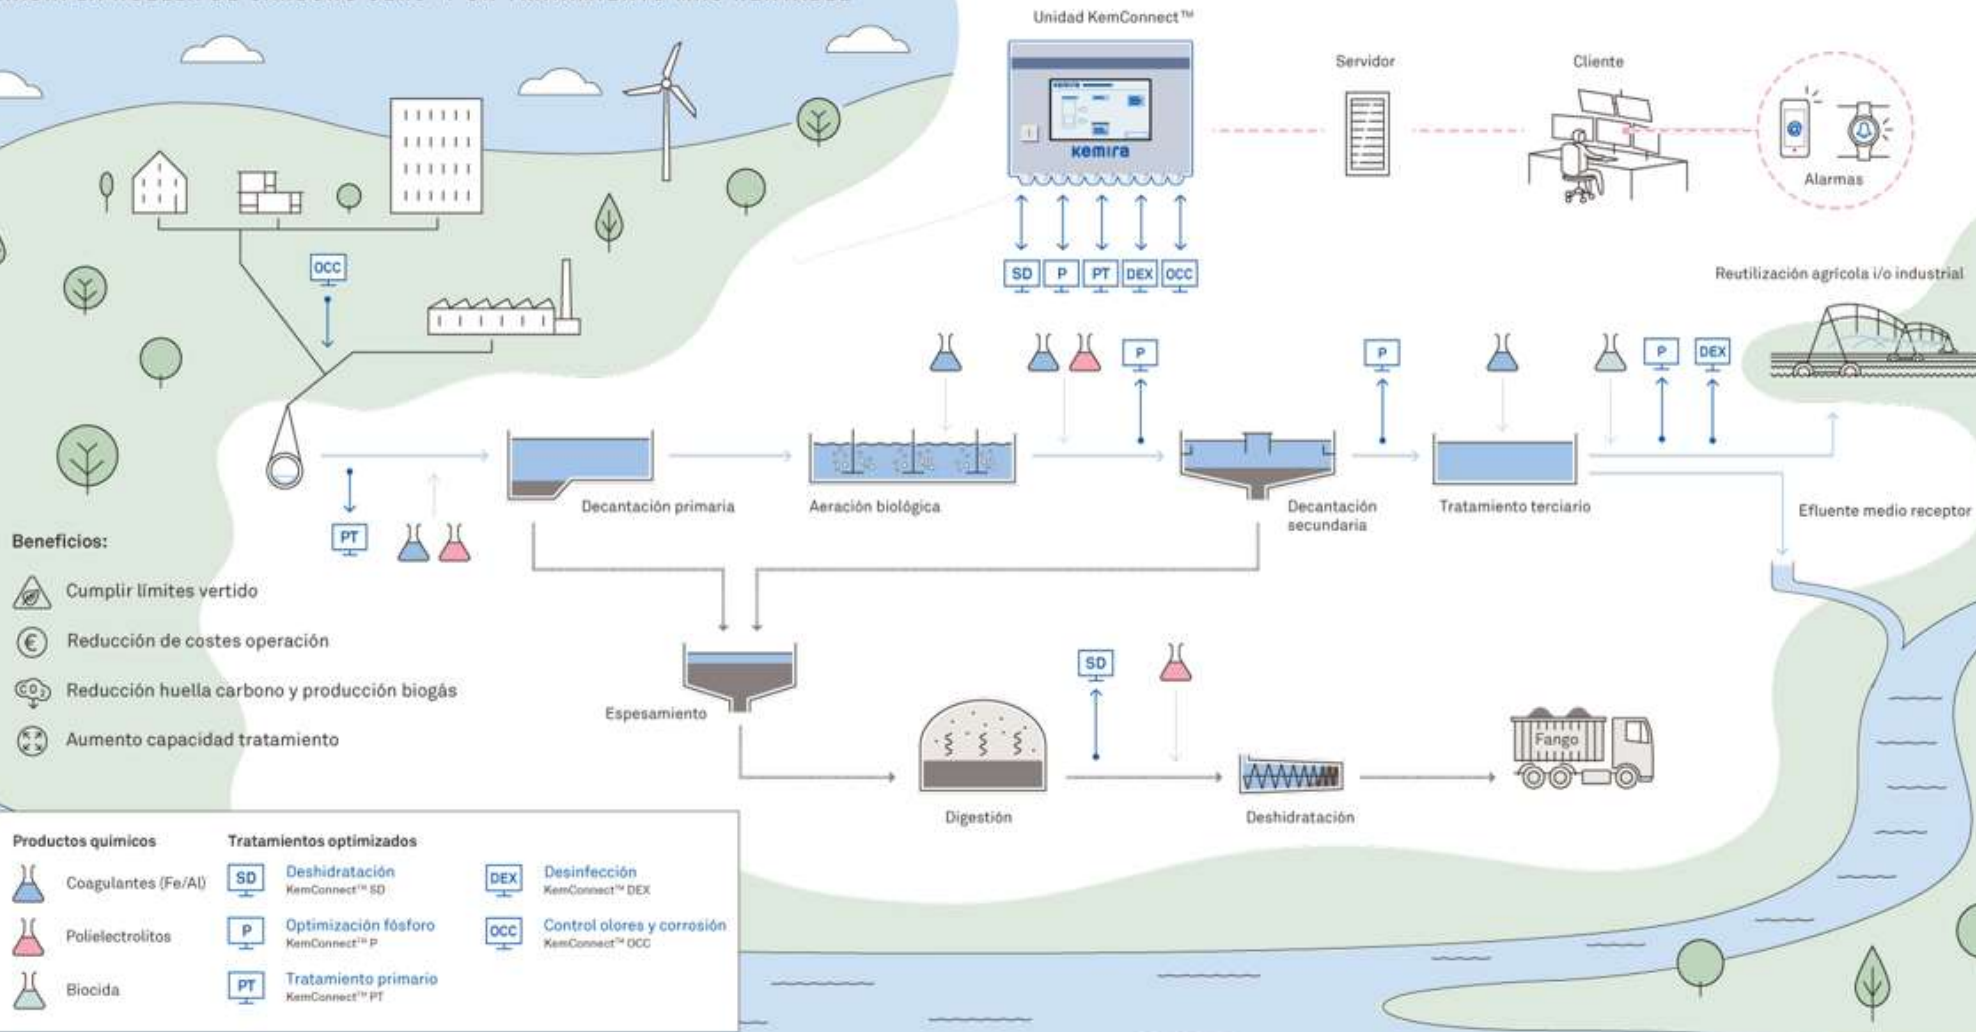 Unidad KemConnect™
Servidor
Cliente
kemira
Alarmas
SD
P
PT
DEX
OCC
OCC
Reutilización agrícola i/o industrial
P
P
P
DEX
Decantación primaria
Aeración biológica
Decantación
secundaria
Tratamiento terciario
Efluente medio receptor
PT
Beneficios:
Cumplir límites vertido
€
Reducción de costes operación
CO2
Reducción huella carbono y producción biogás
Aumento capacidad tratamiento
SD
Espesamiento
Fango
Digestión
Deshidratación
Productos químicos
Coagulantes (Fe/Al)
Polielectrolitos
Biocida
Tratamientos optimizados
SD
Deshidratación
KemConnect™ SD
P
Optimización fósforo
KemConnect™ P
PT
Tratamiento primario
KemConnect™ PT
DEX
Desinfección
KemConnect™ DEX
OCC
Control olores y corrosión
KemConnect™ OCC